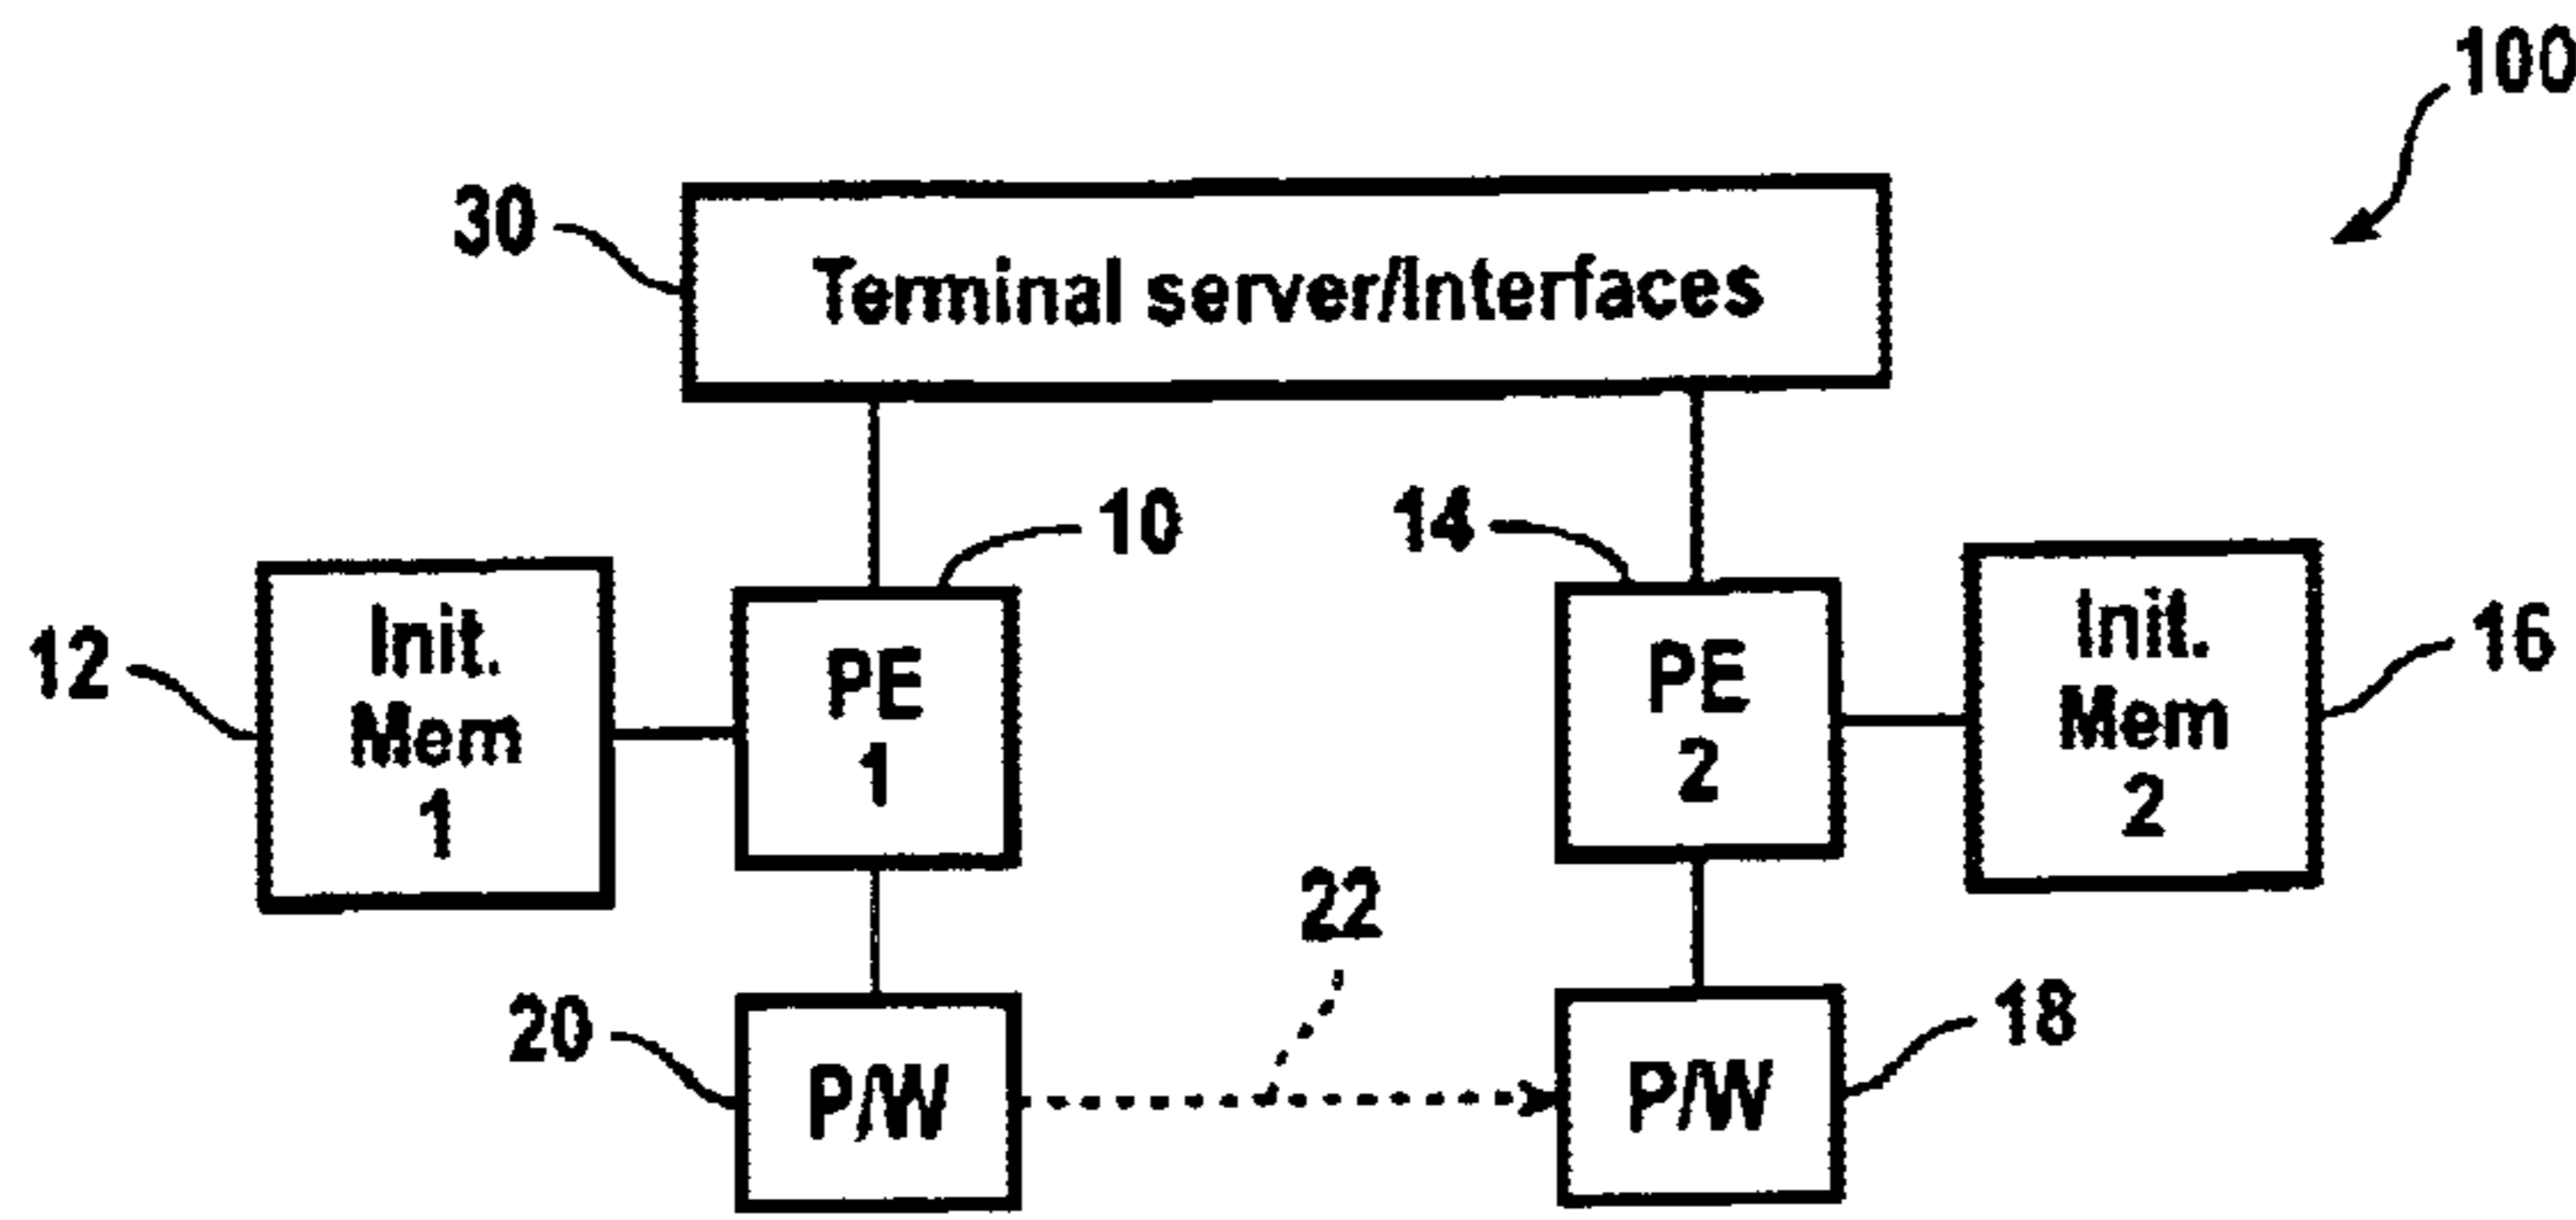 100
30
Terminal server/Interfaces
10
14
12
Init.
Mem
1
PE
1
PE
2
Init.
Mem
2
16
22
20
P/W
P/W
18